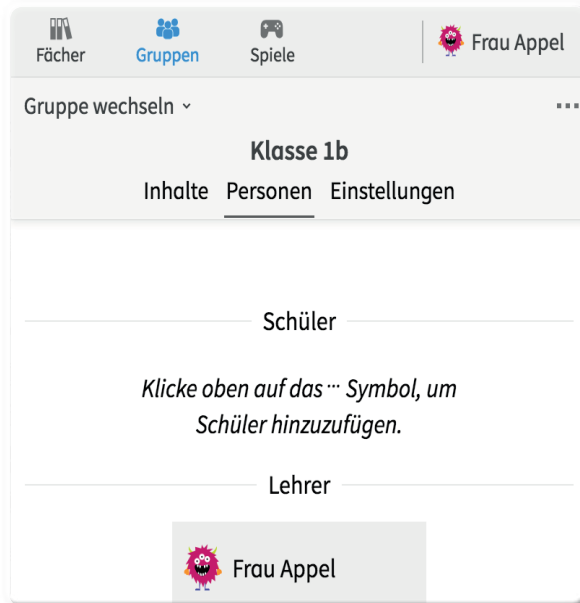 Fächer Gruppen Spiele Frau Appel
Gruppe wechseln
Klasse 1b
Inhalte Personen Einstellungen
Schüler
Klicke oben auf das ··· Symbol, um
Schüler hinzuzufügen.
Lehrer
Frau Appel